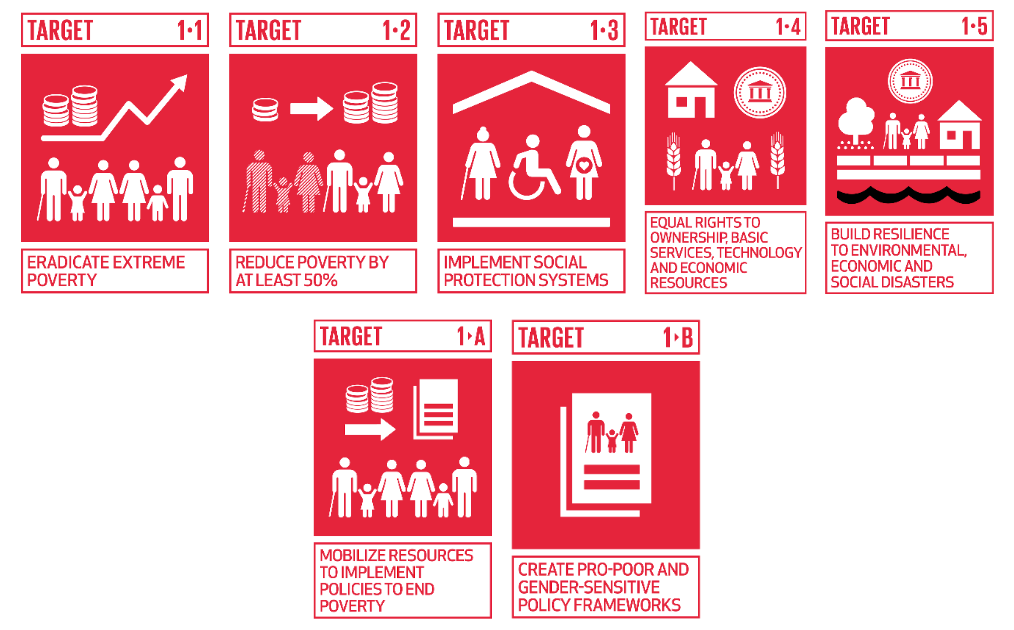 TARGET 1·1
ERADICATE EXTREME
POVERTY
TARGET 1·2
REDUCE POVERTY BY
AT LEAST 50%
TARGET 1·3
IMPLEMENT SOCIAL
PROTECTION SYSTEMS
TARGET 1·4
EQUAL RIGHTS TO
OWNERSHIP, BASIC
SERVICES, TECHNOLOGY
AND ECONOMIC
RESOURCES
TARGET 1·5
BUILD RESILIENCE
TO ENVIRONMENTAL,
ECONOMIC AND
SOCIAL DISASTERS
TARGET 1‣A
MOBILIZE RESOURCES
TO IMPLEMENT
POLICIES TO END
POVERTY
TARGET 1‣B
CREATE PRO-POOR AND
GENDER-SENSITIVE
POLICY FRAMEWORKS